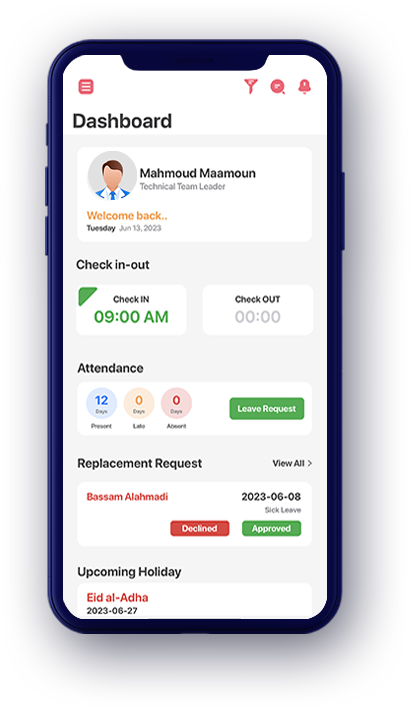 Dashboard
Mahmoud Maamoun
Technical Team Leader
Welcome back..
Tuesday Jun 13, 2023
Check in-out
Check IN
09:00 AM
Check OUT
00:00
Attendance
12
Days
Present
0
Days
Late
0
Days
Absent
Leave Request
Replacement Request
View All
Bassam Alahmadi
2023-06-08
Sick Leave
Declined
Approved
Upcoming Holiday
Eid al-Adha
2023-06-27